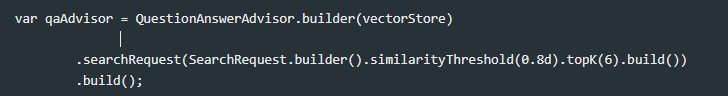 var qaAdvisor = QuestionAnswerAdvisor.builder(vectorStore)
.searchRequest(SearchRequest.builder().similarityThreshold(0.8d).topK(6).build())
.build();